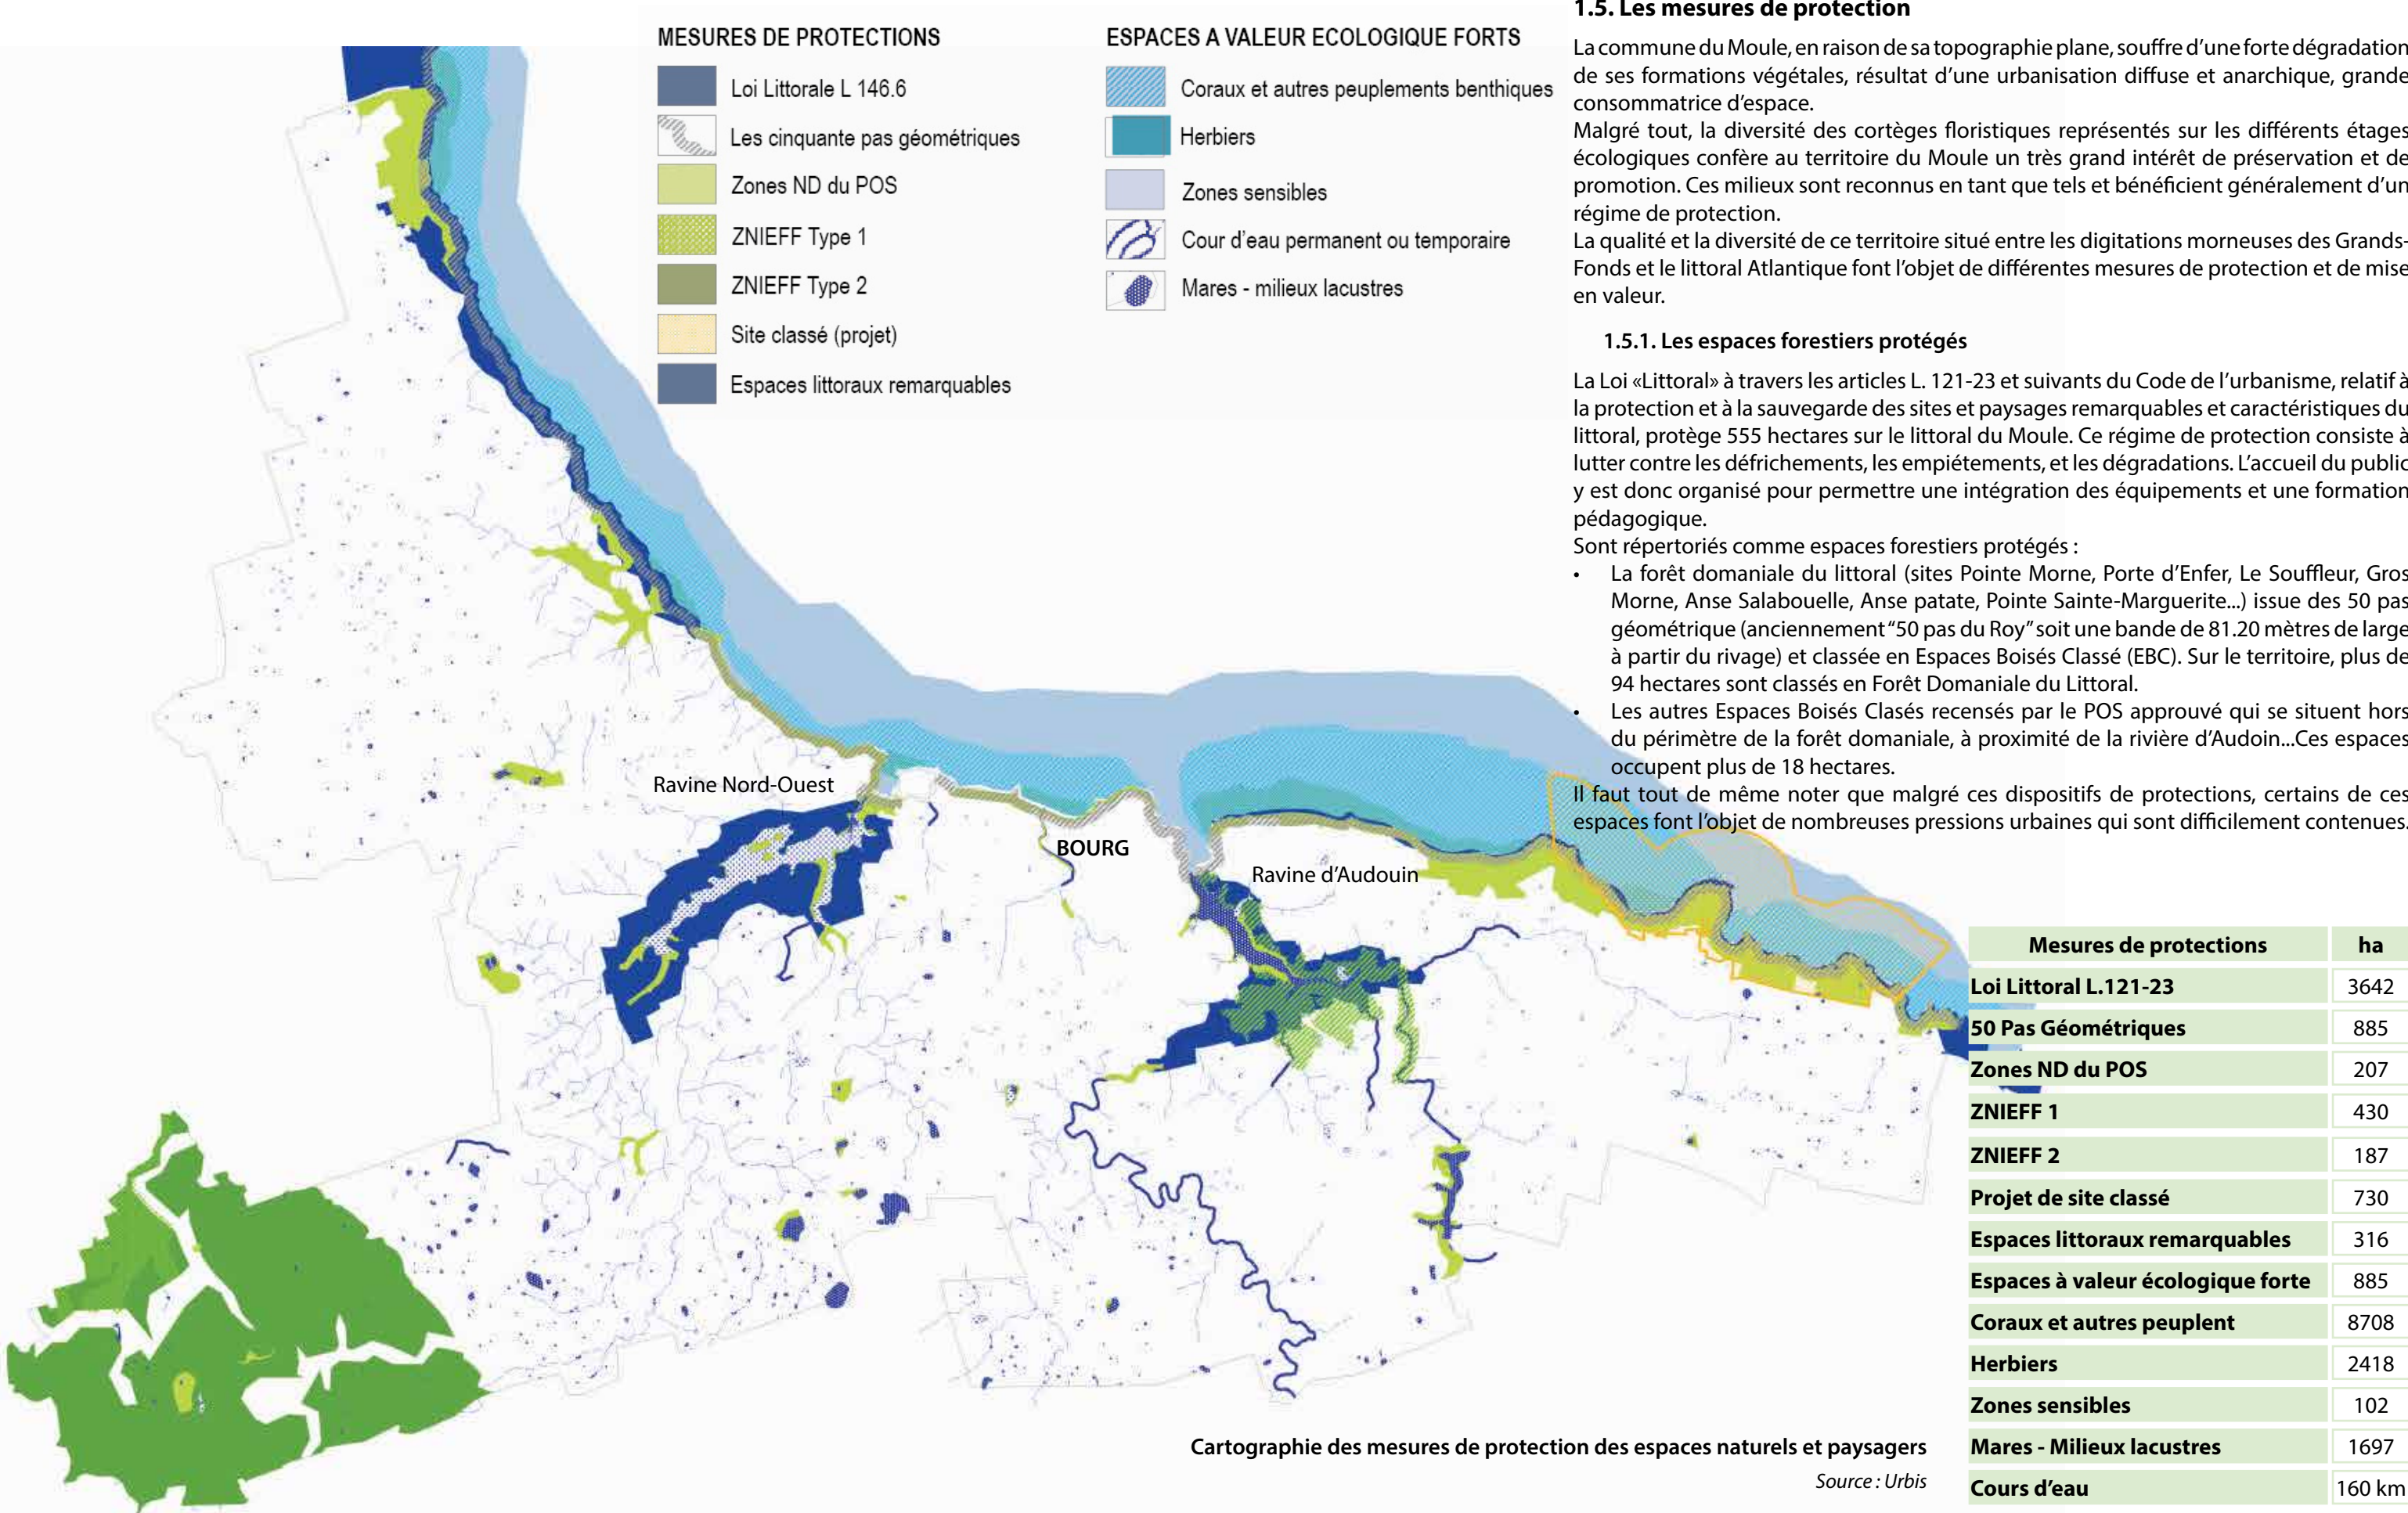 MESURES DE PROTECTIONS
Loi Littorale L 146.6
Les cinquante pas géométriques
Zones ND du POS
ZNIEFF Type 1
ZNIEFF Type 2
Site classé (projet)
Espaces littoraux remarquables
ESPACES A VALEUR ECOLOGIQUE FORTS
Coraux et autres peuplements benthiques
Herbiers
Zones sensibles
Cour d'eau permanent ou temporaire
Mares - milieux lacustres
1.5. Les mesures de protection
La commune du Moule, en raison de sa topographie plane, souffre d'une forte dégradation
de ses formations végétales, résultat d'une urbanisation diffuse et anarchique, grande
consommatrice d'espace.
Malgré tout, la diversité des cortèges floristiques représentés sur les différents étages
écologiques confère au territoire du Moule un très grand intérêt de préservation et de
promotion. Ces milieux sont reconnus en tant que tels et bénéficient généralement d'un
régime de protection.
La qualité et la diversité de ce territoire situé entre les digitations morneuses des Grands-
Fonds et le littoral Atlantique font l'objet de différentes mesures de protection et de mise
en valeur.
1.5.1. Les espaces forestiers protégés
La Loi «Littoral» à travers les articles L. 121-23 et suivants du Code de l'urbanisme, relatif à
la protection et à la sauvegarde des sites et paysages remarquables et caractéristiques du
littoral, protège 555 hectares sur le littoral du Moule. Ce régime de protection consiste à
lutter contre les défrichements, les empiétements, et les dégradations. L'accueil du public
y est donc organisé pour permettre une intégration des équipements et une formation
pédagogique.
Sont répertoriés comme espaces forestiers protégés :
• La forêt domaniale du littoral (sites Pointe Morne, Porte d'Enfer, Le Souffleur, Gros
Morne, Anse Salabouelle, Anse patate, Pointe Sainte-Marguerite...) issue des 50 pas
géométrique (anciennement "50 pas du Roy" soit une bande de 81.20 mètres de large
à partir du rivage) et classée en Espaces Boisés Classé (EBC). Sur le territoire, plus de
94 hectares sont classés en Forêt Domaniale du Littoral.
• Les autres Espaces Boisés Clasés recensés par le POS approuvé qui se situent hors
du périmètre de la forêt domaniale, à proximité de la rivière d'Audoin...Ces espaces
occupent plus de 18 hectares.
Il faut tout de même noter que malgré ces dispositifs de protections, certains de ces
espaces font l'objet de nombreuses pressions urbaines qui sont difficilement contenues.
Ravine Nord-Ouest
BOURG
Ravine d'Audouin
Mesures de protections ha
Loi Littoral L.121-23 3642
50 Pas Géométriques 885
Zones ND du POS 207
ZNIEFF 1 430
ZNIEFF 2 187
Projet de site classé 730
Espaces littoraux remarquables 316
Espaces à valeur écologique forte 885
Coraux et autres peuplent 8708
Herbiers 2418
Zones sensibles 102
Mares - Milieux lacustres 1697
Cours d'eau 160 km
Cartographie des mesures de protection des espaces naturels et paysagers
Source : Urbis